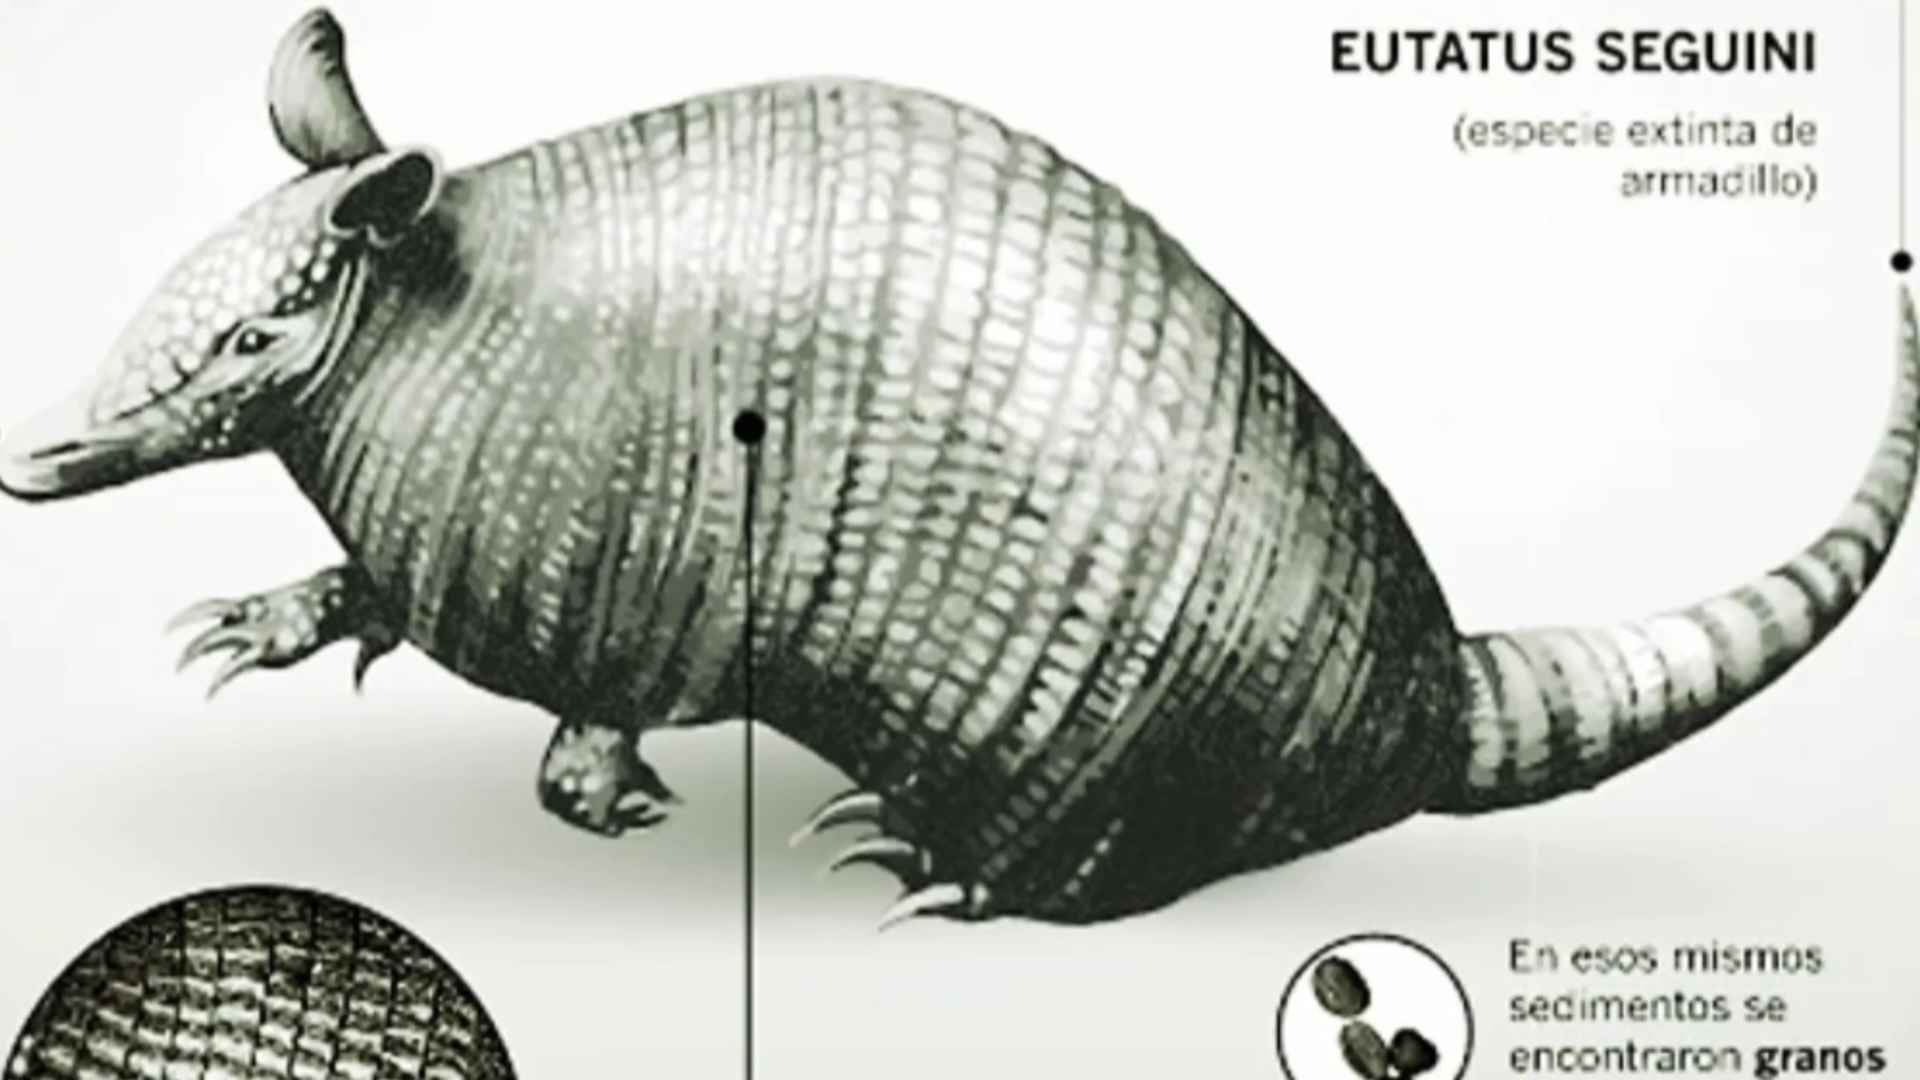 EUTATUS SEGUINI
(especie extinta de
armadillo)
En esos mismos
sedimentos se
encontraron granos